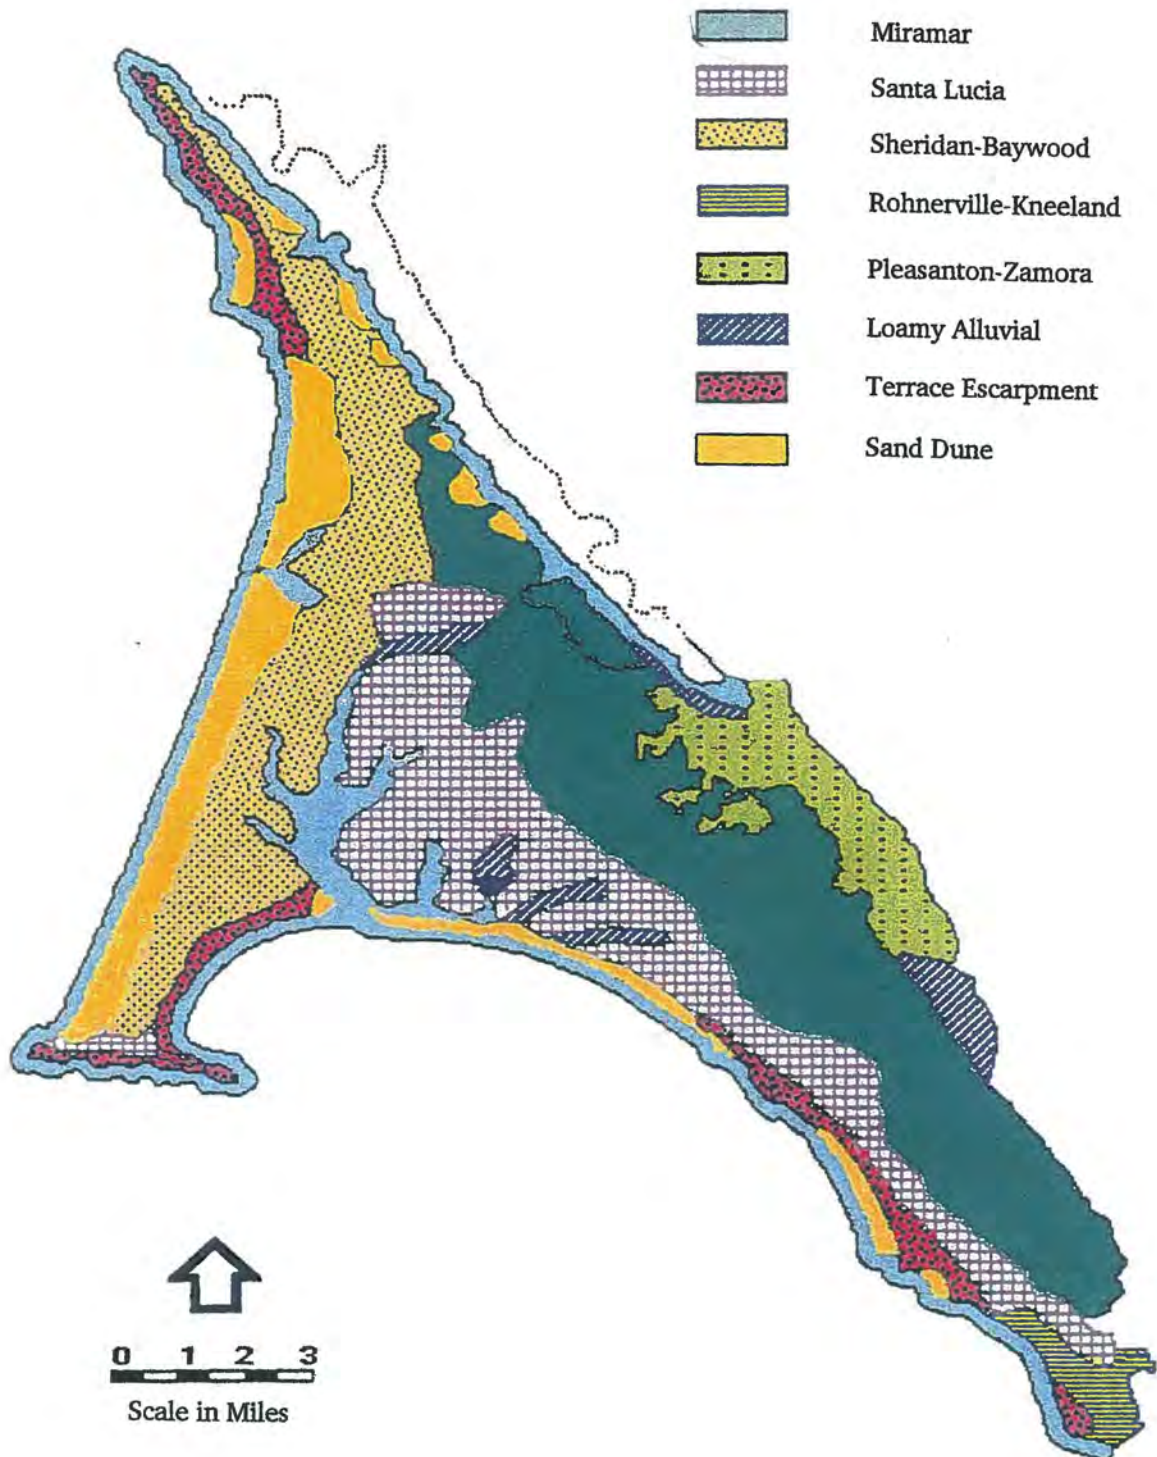 Miramar
Santa Lucia
Sheridan-Baywood
Rohnerville-Kneeland
Pleasanton-Zamora
Loamy Alluvial
Terrace Escarpment
Sand Dune
0 1 2 3
Scale in Miles